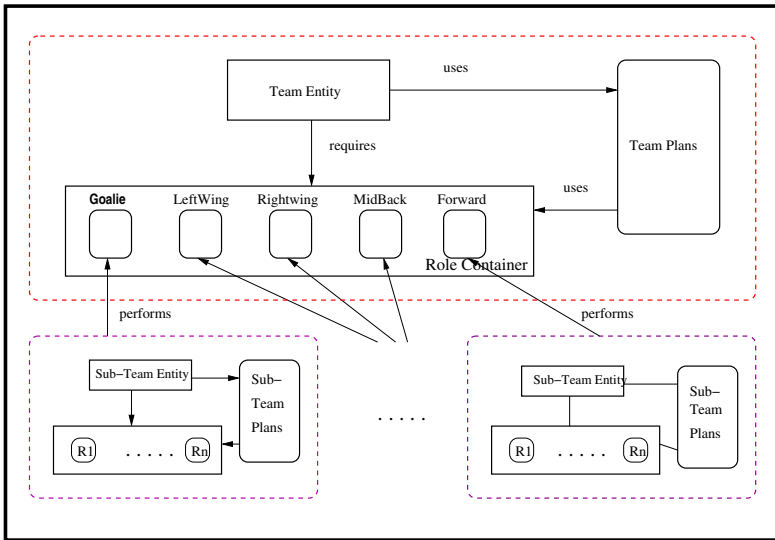 uses
Team Entity
Team Plans
requires
uses
Goalie LeftWing Rightwing MidBack Forward
Role Container
performs
performs
Sub-Team Entity
Sub-
Team
Plans
R1 . . . . . Rn
. . . . .
Sub-Team Entity
Sub-
Team
Plans
R1 . . . . . Rn